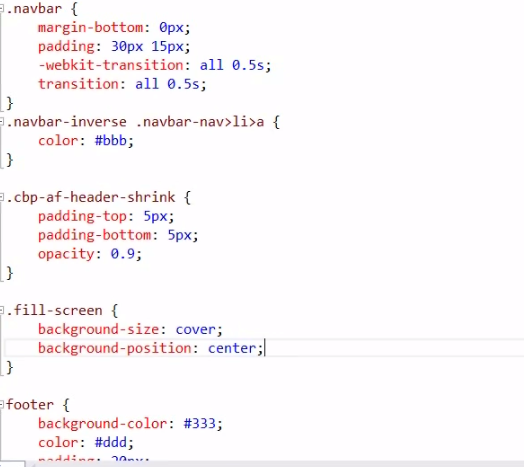 .navbar {
    margin-bottom: 0px;
    padding: 30px 15px;
    -webkit-transition: all 0.5s;
    transition: all 0.5s;
}
.navbar-inverse .navbar-nav>li>a {
    color: #bbb;
}
.cbp-af-header-shrink {
    padding-top: 5px;
    padding-bottom: 5px;
    opacity: 0.9;
}
.fill-screen {
    background-size: cover;
    background-position: center;
}
footer {
    background-color: #333;
    color: #ddd;
    padding: 20px;